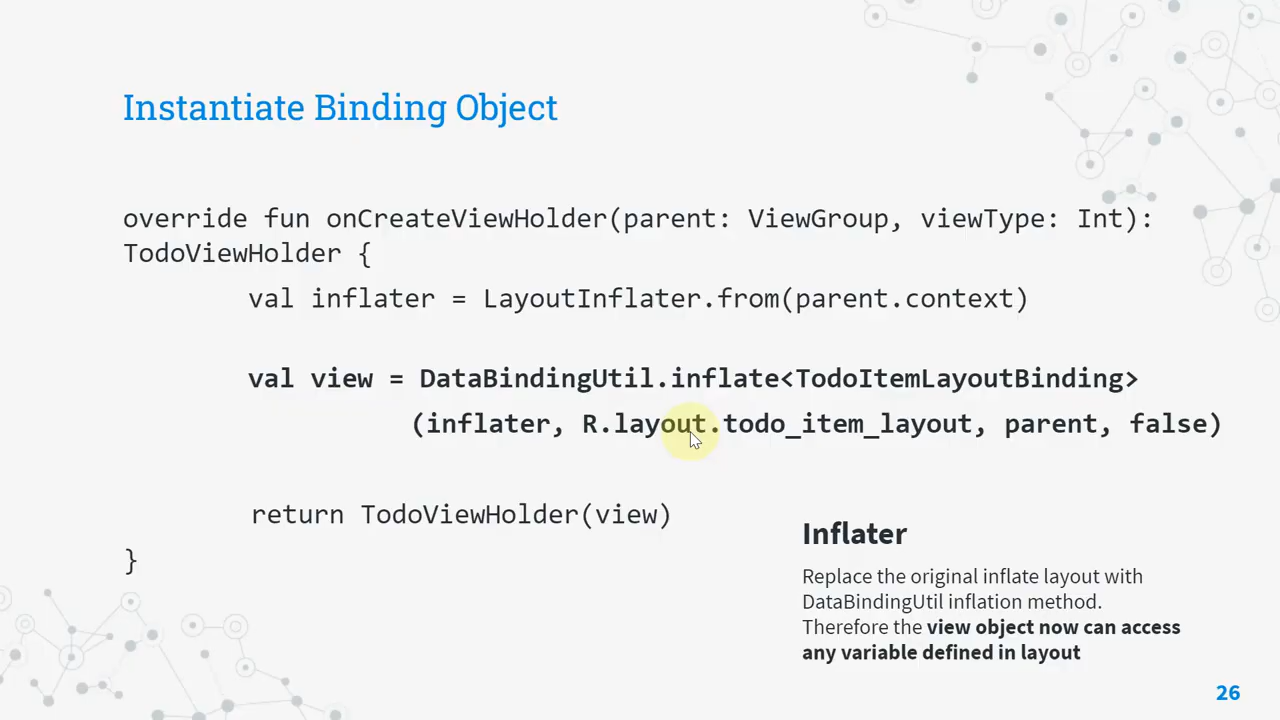 Instantiate Binding Object
override fun onCreateViewHolder(parent: ViewGroup, viewType: Int):
TodoViewHolder {
val inflater = LayoutInflater.from(parent.context)
val view = DataBindingUtil.inflate<TodoItemLayoutBinding>
(inflater, R.layout.todo_item_layout, parent, false)
return TodoViewHolder(view)
}
Inflater
Replace the original inflate layout with
DataBindingUtil inflation method.
Therefore the view object now can access
any variable defined in layout
26